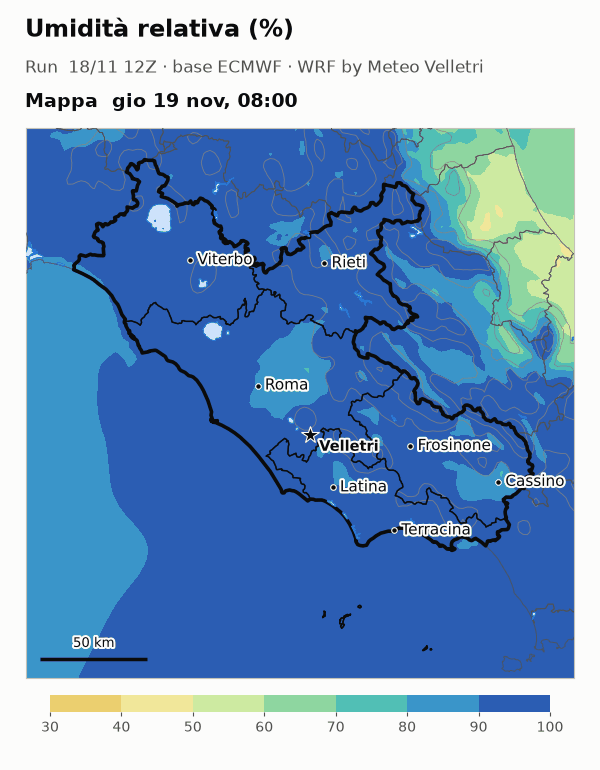 Umidità relativa (%)
Run  18/11 12Z · base ECMWF · WRF by Meteo Velletri
Mappa  gio 19 nov, 08:00
Viterbo
Rieti
Roma
Velletri
Frosinone
Cassino
Latina
Terracina
50 km
30 40 50 60 70 80 90 100